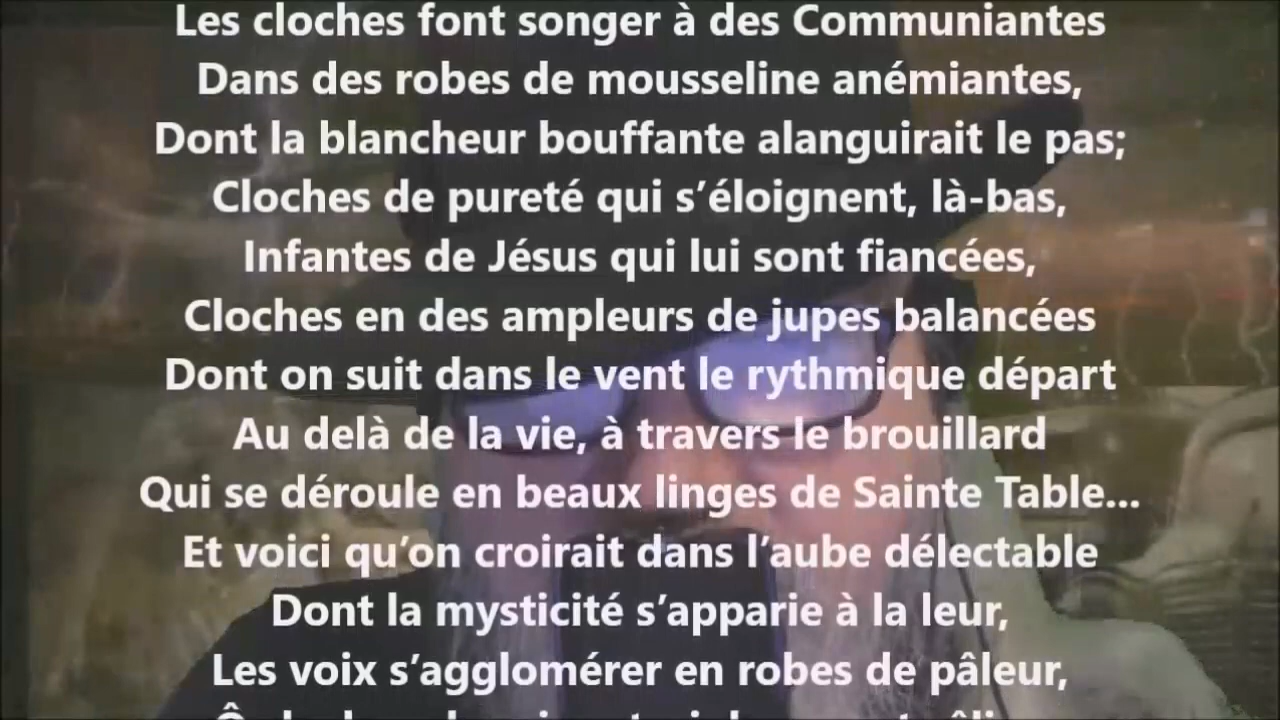 Les cloches font songer à des Communiantes
Dans des robes de mousseline anémiantes,
Dont la blancheur bouffante alanguirait le pas;
Cloches de pureté qui s’éloignent, là-bas,
Infantes de Jésus qui lui sont fiancées,
Cloches en des ampleurs de jupes balancées
Dont on suit dans le vent le rythmique départ
Au delà de la vie, à travers le brouillard
Qui se déroule en beaux linges de Sainte Table...
Et voici qu’on croirait dans l’aube délectable
Dont la mysticité s’apparie à la leur,
Les voix s’agglomérer en robes de pâleur,